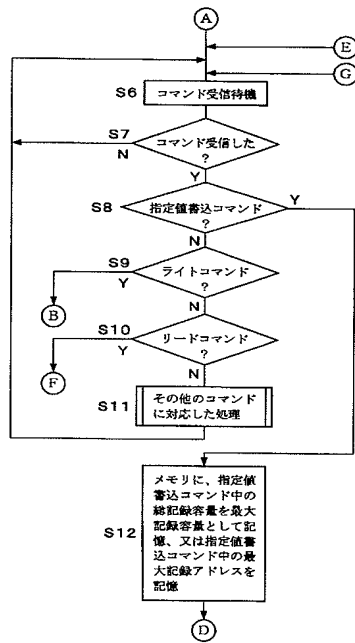 A
E
G
S6
コマンド受信待機
S7
コマンド受信した
?
N
Y
S8
指定値書込コマンド
?
Y
N
S9
ライトコマンド
?
Y
N
B
S10
リードコマンド
?
Y
N
F
S11
その他のコマンド
に対応した処理
S12
メモリに、指定値
書込コマンド中の
総記録容量を最大
記録容量として記
憶、又は指定値書
込コマンド中の最
大記録アドレスを
記憶
D